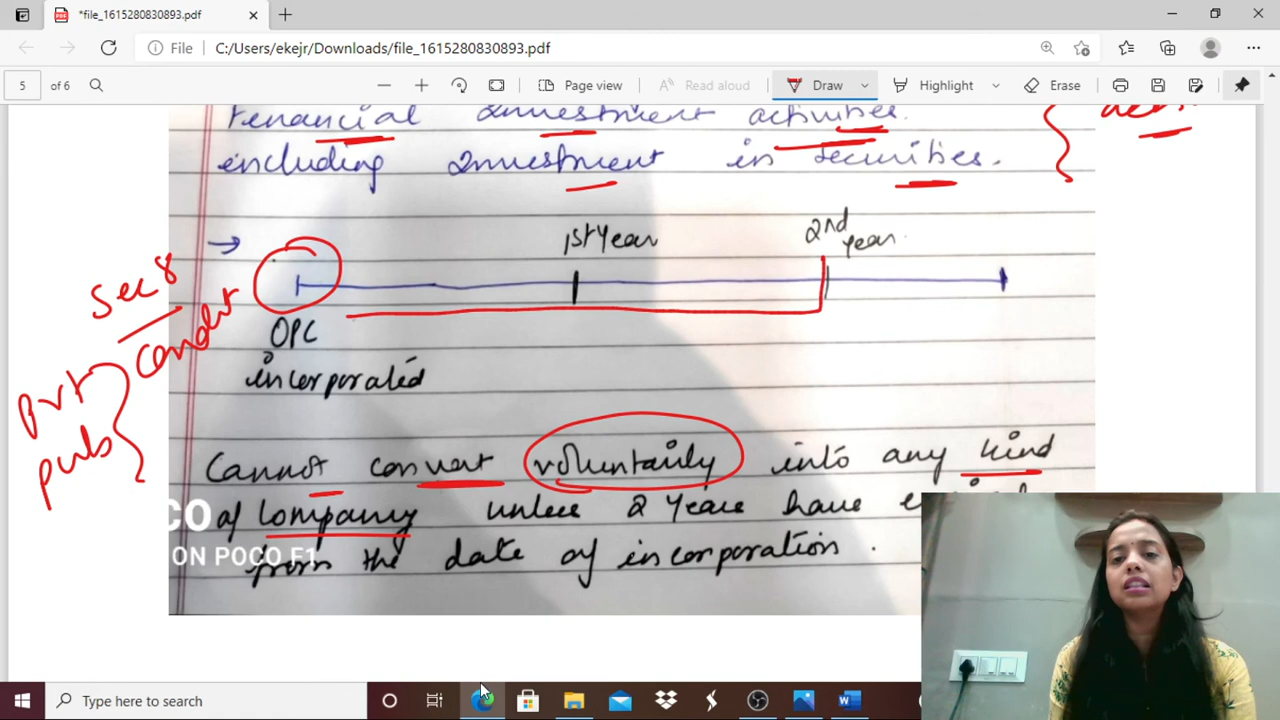 *file_1615280830893.pdf
File C:/Users/ekejr/Downloads/file_1615280830893.pdf
5 of 6 Page view Read aloud Draw Highlight Erase
Financial Investment activities.
including Investment in securities.
1st Year 2nd year.
Sec 8
OPC
incorporated
Pvt
pub
Cannot convert voluntarily into any kind
of company unless 2 Years have
from the date of incorporation.
CO
ON POCO F1
Type here to search